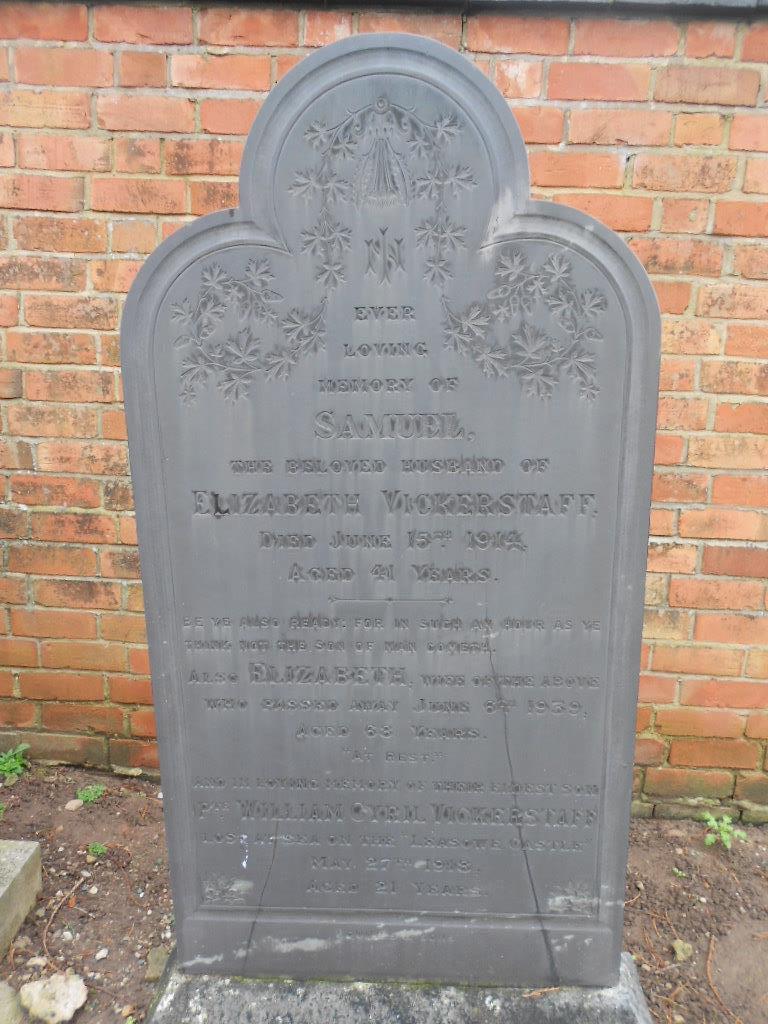 IHS
EVER
LOVING
MEMORY OF
SAMUEL,
THE BELOVED HUSBAND OF
ELIZABETH VICKERSTAFF,
DIED JUNE 15TH 1914,
AGED 41 YEARS.
BE YE ALSO READY: FOR IN SUCH AN HOUR AS YE
THINK NOT THE SON OF MAN COMETH.
ALSO ELIZABETH, WIFE OF THE ABOVE
WHO PASSED AWAY JUNE 6TH 1939,
AGED 68 YEARS.
"AT REST"
AND IN LOVING MEMORY OF THEIR ELDEST SON
PTE WILLIAM CYRIL VICKERSTAFF
LOST AT SEA ON THE "LEASOWE CASTLE"
MAY, 27TH 1918,
AGED 21 YEARS.